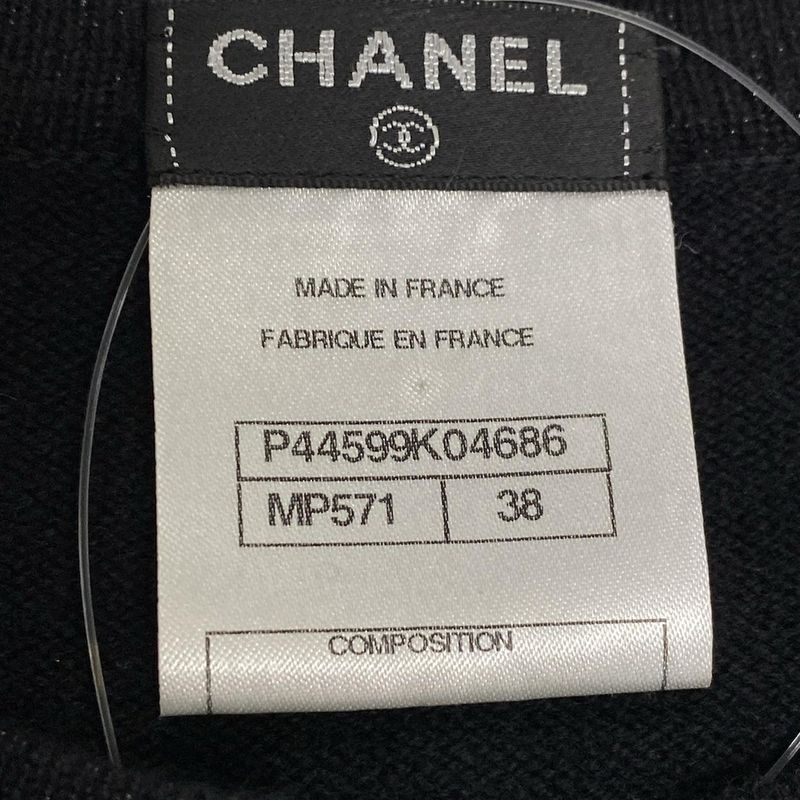 CHANEL
MADE IN FRANCE
FABRIQUE EN FRANCE
P44599K04686
MP571 38
COMPOSITION